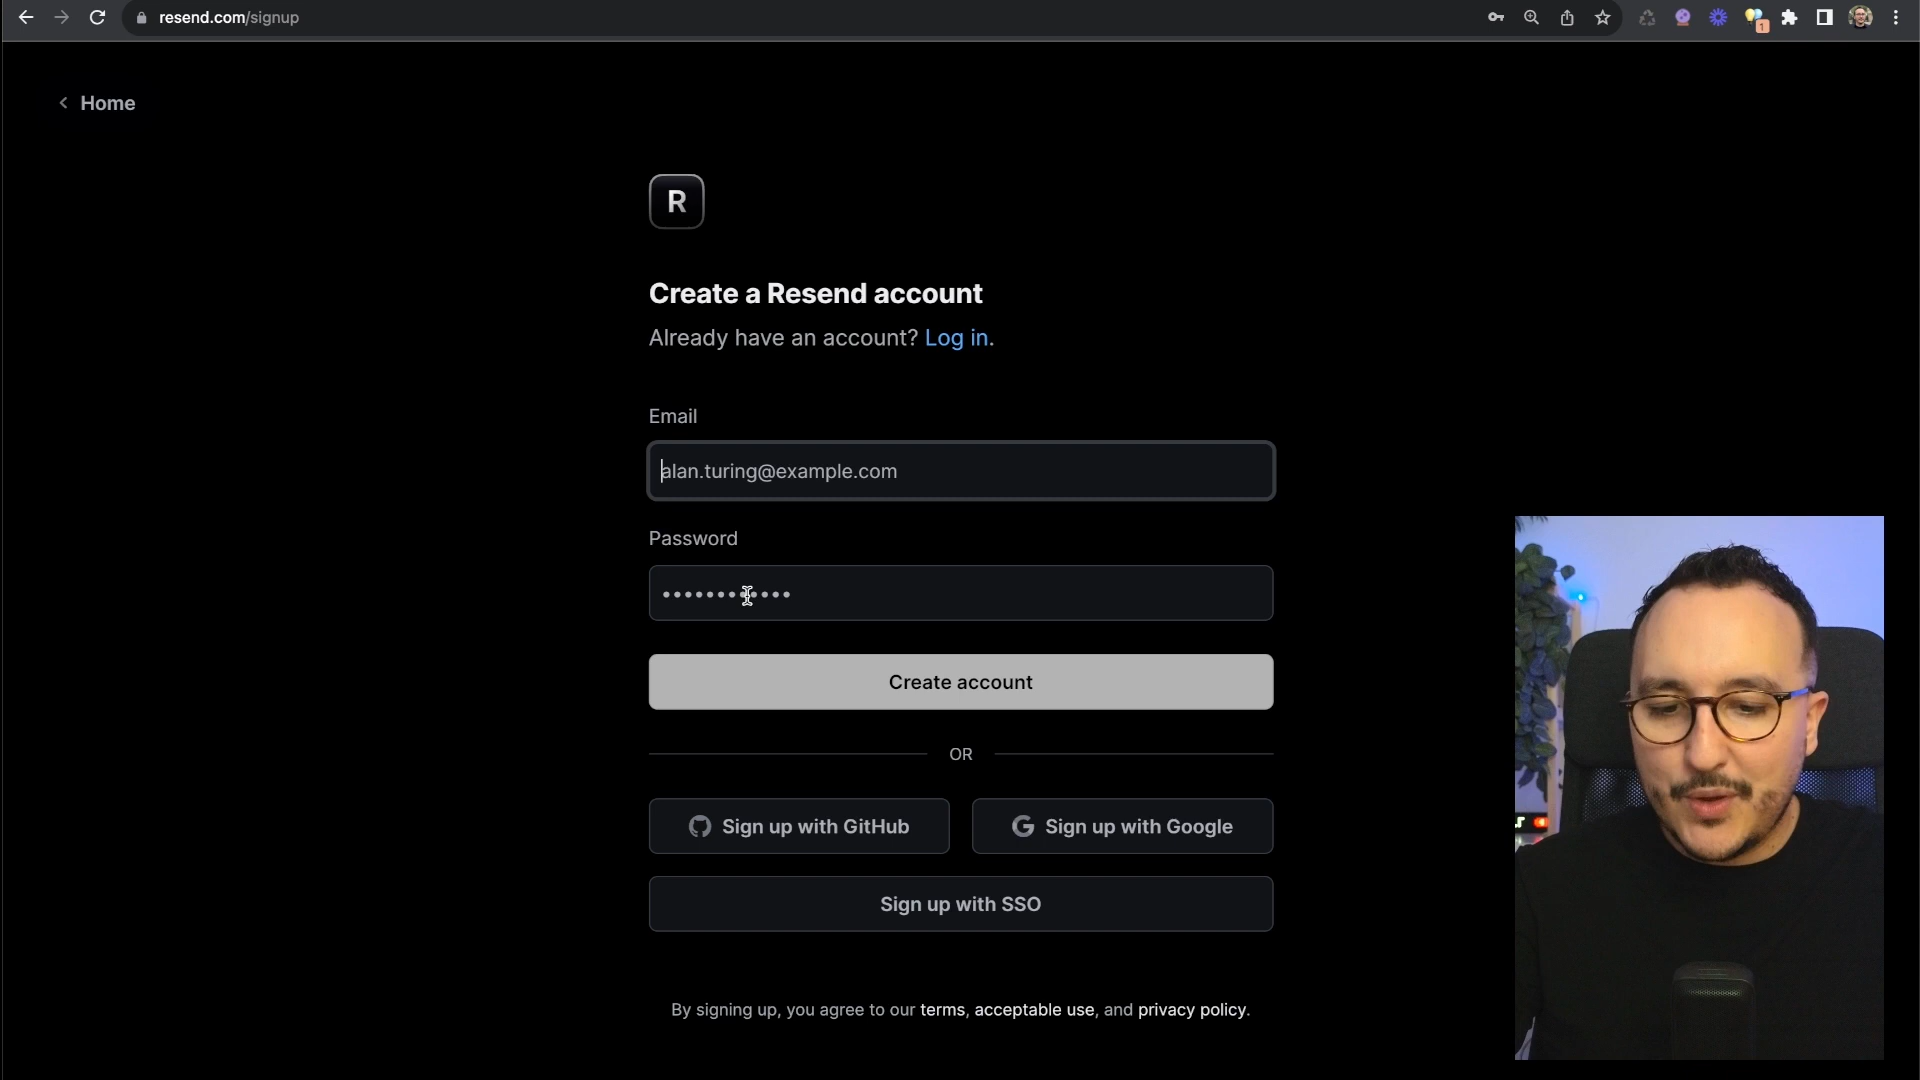 resend.com/signup
1
Home
R
Create a Resend account
Already have an account? Log in.
Email
alan.turing@example.com
Password
••••••••••••
Create account
OR
Sign up with GitHub
Sign up with Google
Sign up with SSO
By signing up, you agree to our terms, acceptable use, and privacy policy.